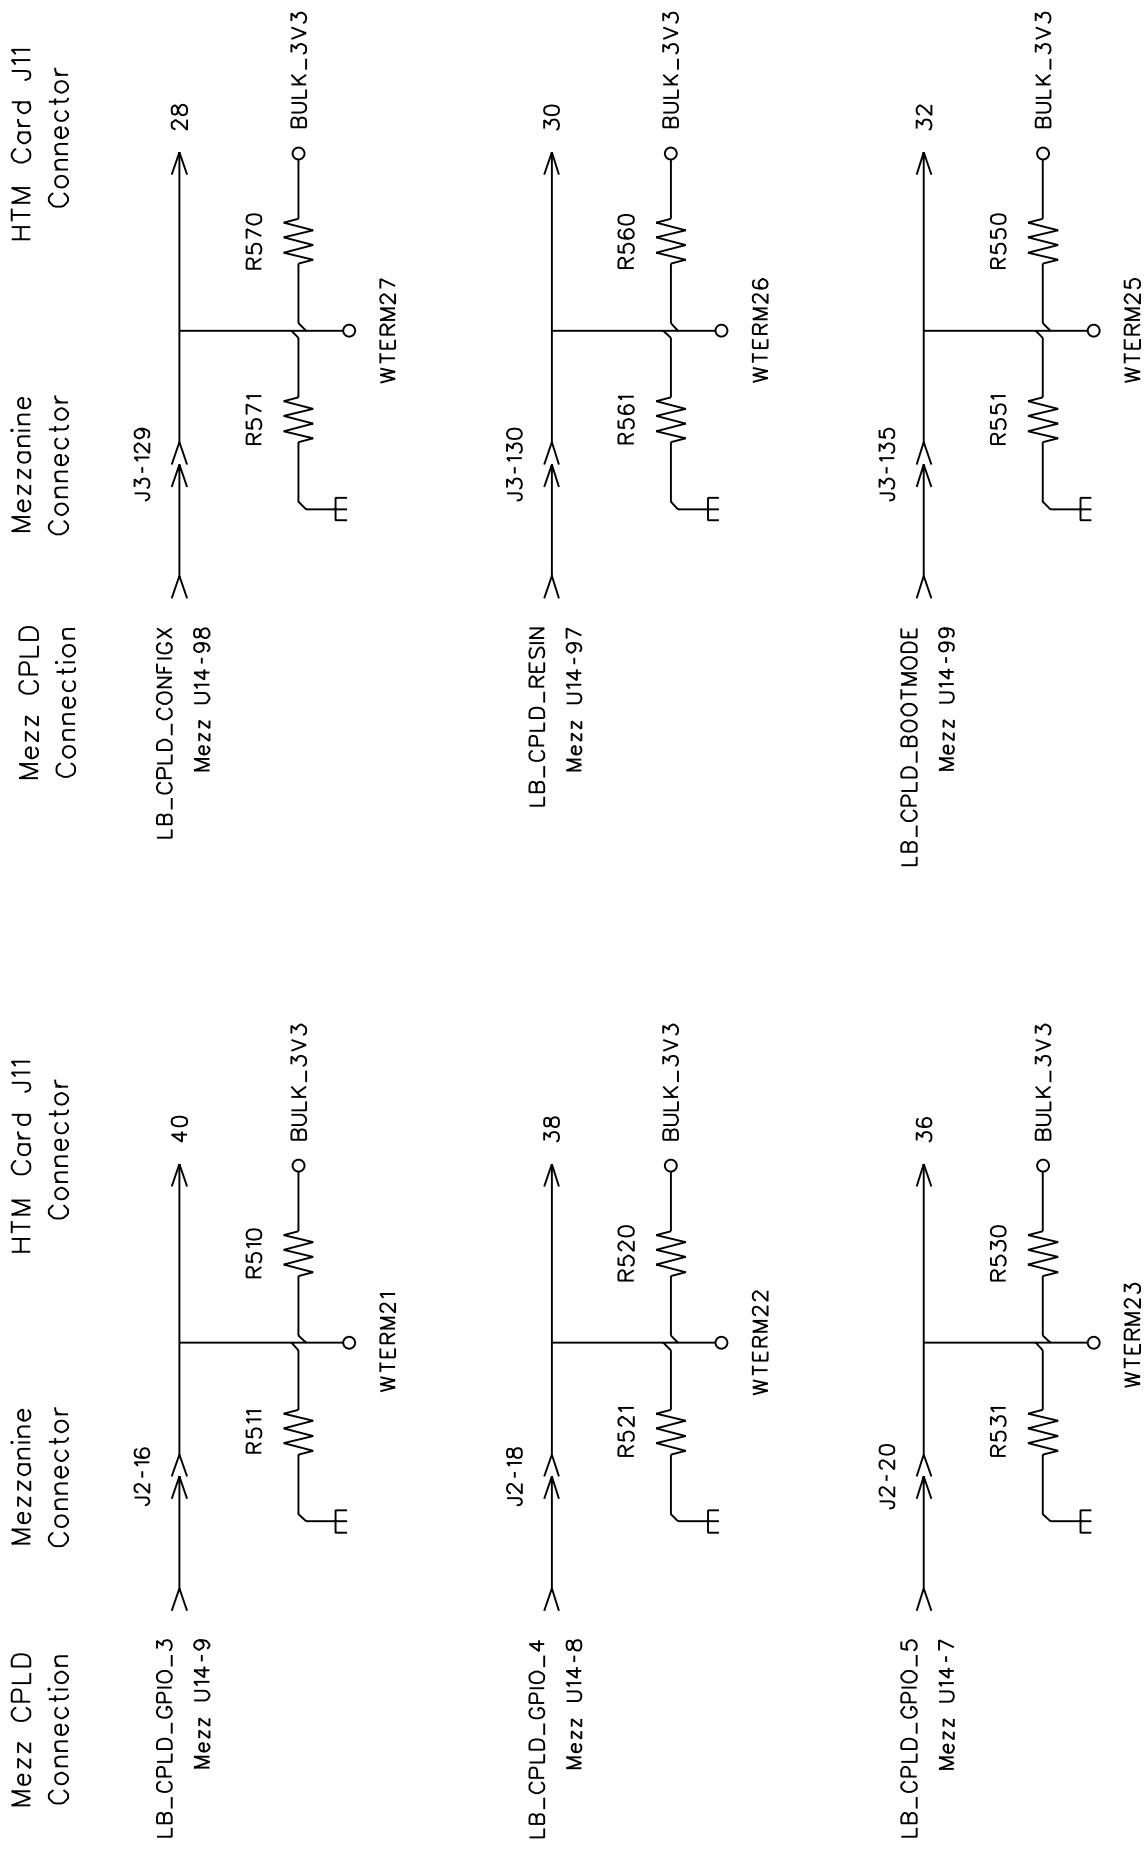 Mezz CPLD
Connection
Mezzanine
Connector
HTM Card J11
Connector
LB_CPLD_GPIO_3
Mezz U14-9
J2-16
40
R511
R510
BULK_3V3
WTERM21
LB_CPLD_GPIO_4
Mezz U14-8
J2-18
38
R521
R520
BULK_3V3
WTERM22
LB_CPLD_GPIO_5
Mezz U14-7
J2-20
36
R531
R530
BULK_3V3
WTERM23
Mezz CPLD
Connection
Mezzanine
Connector
HTM Card J11
Connector
LB_CPLD_CONFIGX
Mezz U14-98
J3-129
28
R571
R570
BULK_3V3
WTERM27
LB_CPLD_RESIN
Mezz U14-97
J3-130
30
R561
R560
BULK_3V3
WTERM26
LB_CPLD_BOOTMODE
Mezz U14-99
J3-135
32
R551
R550
BULK_3V3
WTERM25